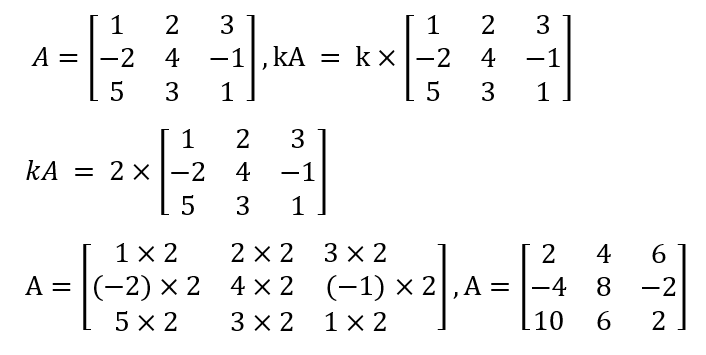 A = [1 2 3
−2 4 −1
5 3 1], kA = k × [1 2 3
−2 4 −1
5 3 1]
kA = 2 × [1 2 3
−2 4 −1
5 3 1]
A = [1 × 2 2 × 2 3 × 2
(−2) × 2 4 × 2 (−1) × 2
5 × 2 3 × 2 1 × 2], A = [2 4 6
−4 8 −2
10 6 2]